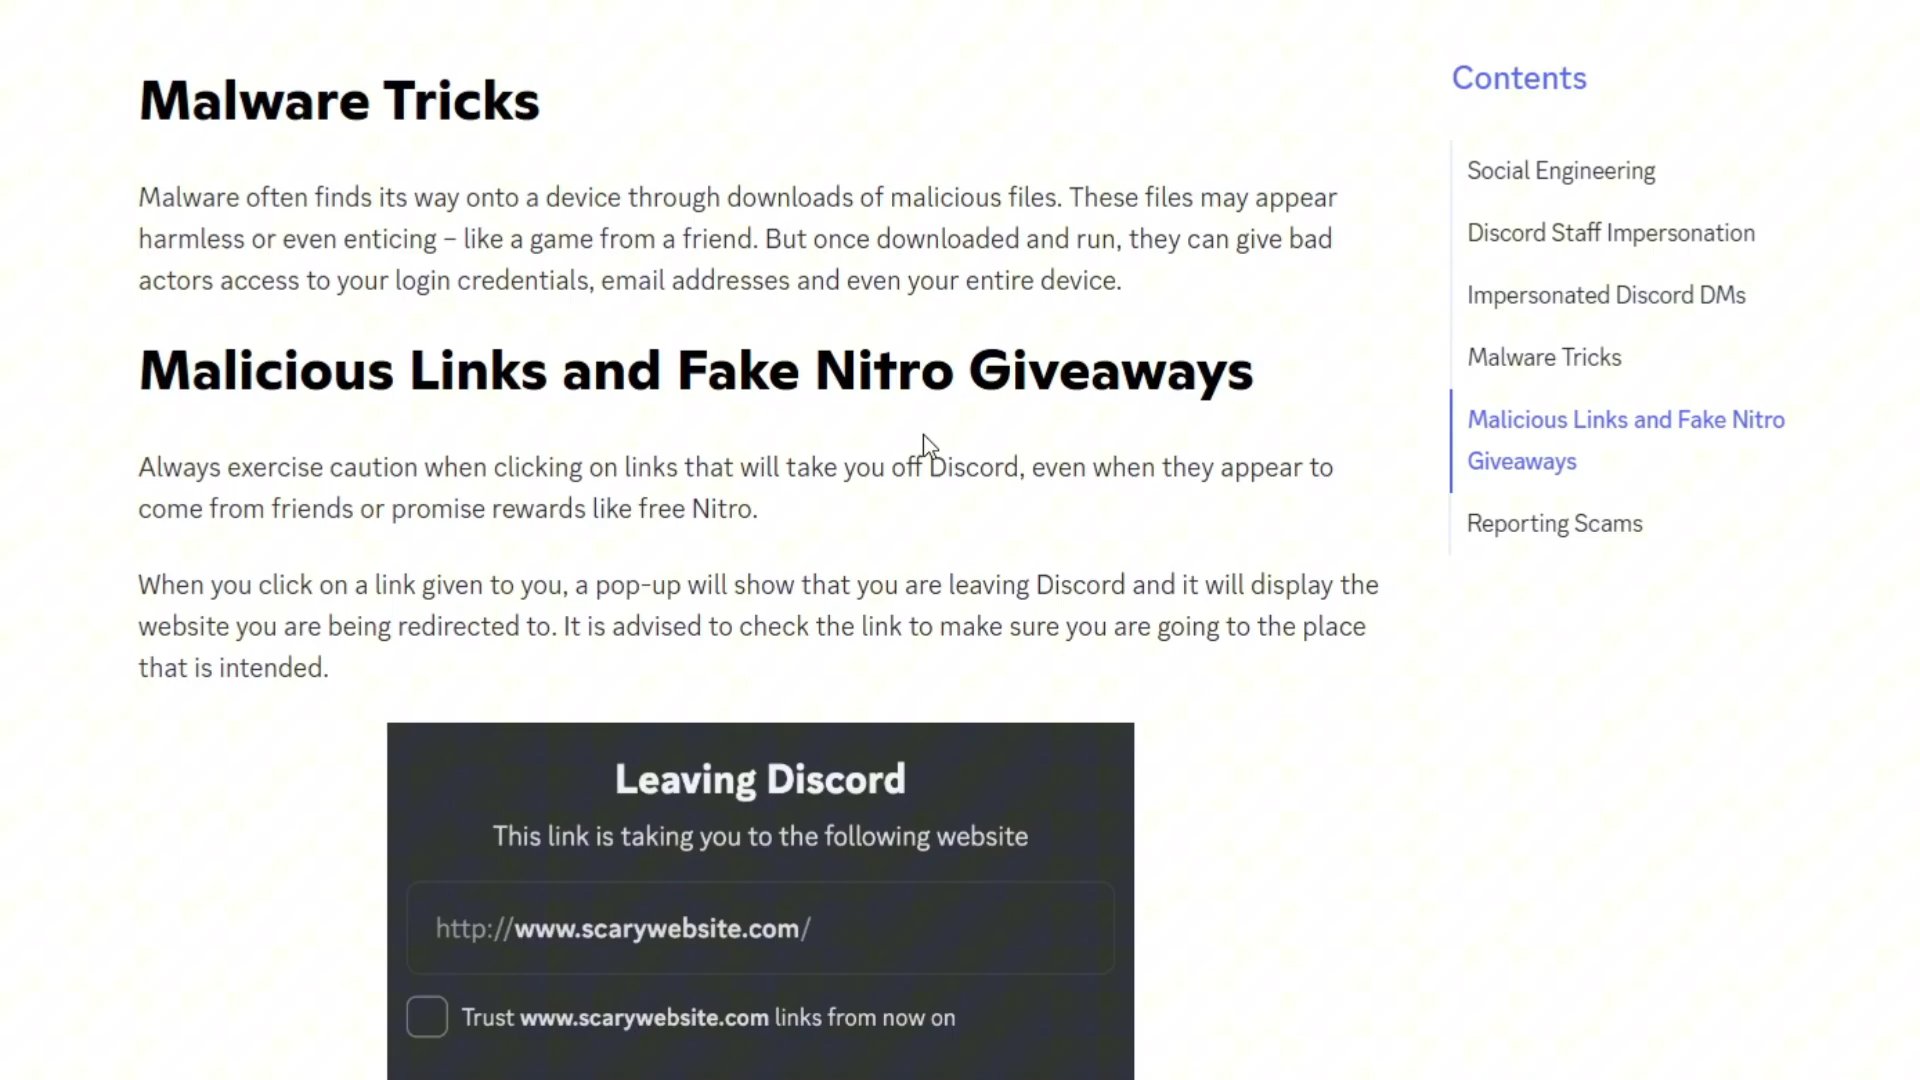 Malware Tricks
Malware often finds its way onto a device through downloads of malicious files. These files may appear
harmless or even enticing – like a game from a friend. But once downloaded and run, they can give bad
actors access to your login credentials, email addresses and even your entire device.
Malicious Links and Fake Nitro Giveaways
Always exercise caution when clicking on links that will take you off Discord, even when they appear to
come from friends or promise rewards like free Nitro.
When you click on a link given to you, a pop-up will show that you are leaving Discord and it will display the
website you are being redirected to. It is advised to check the link to make sure you are going to the place
that is intended.
Leaving Discord
This link is taking you to the following website
http://www.scarywebsite.com/
Trust www.scarywebsite.com links from now on
Contents
Social Engineering
Discord Staff Impersonation
Impersonated Discord DMs
Malware Tricks
Malicious Links and Fake Nitro
Giveaways
Reporting Scams